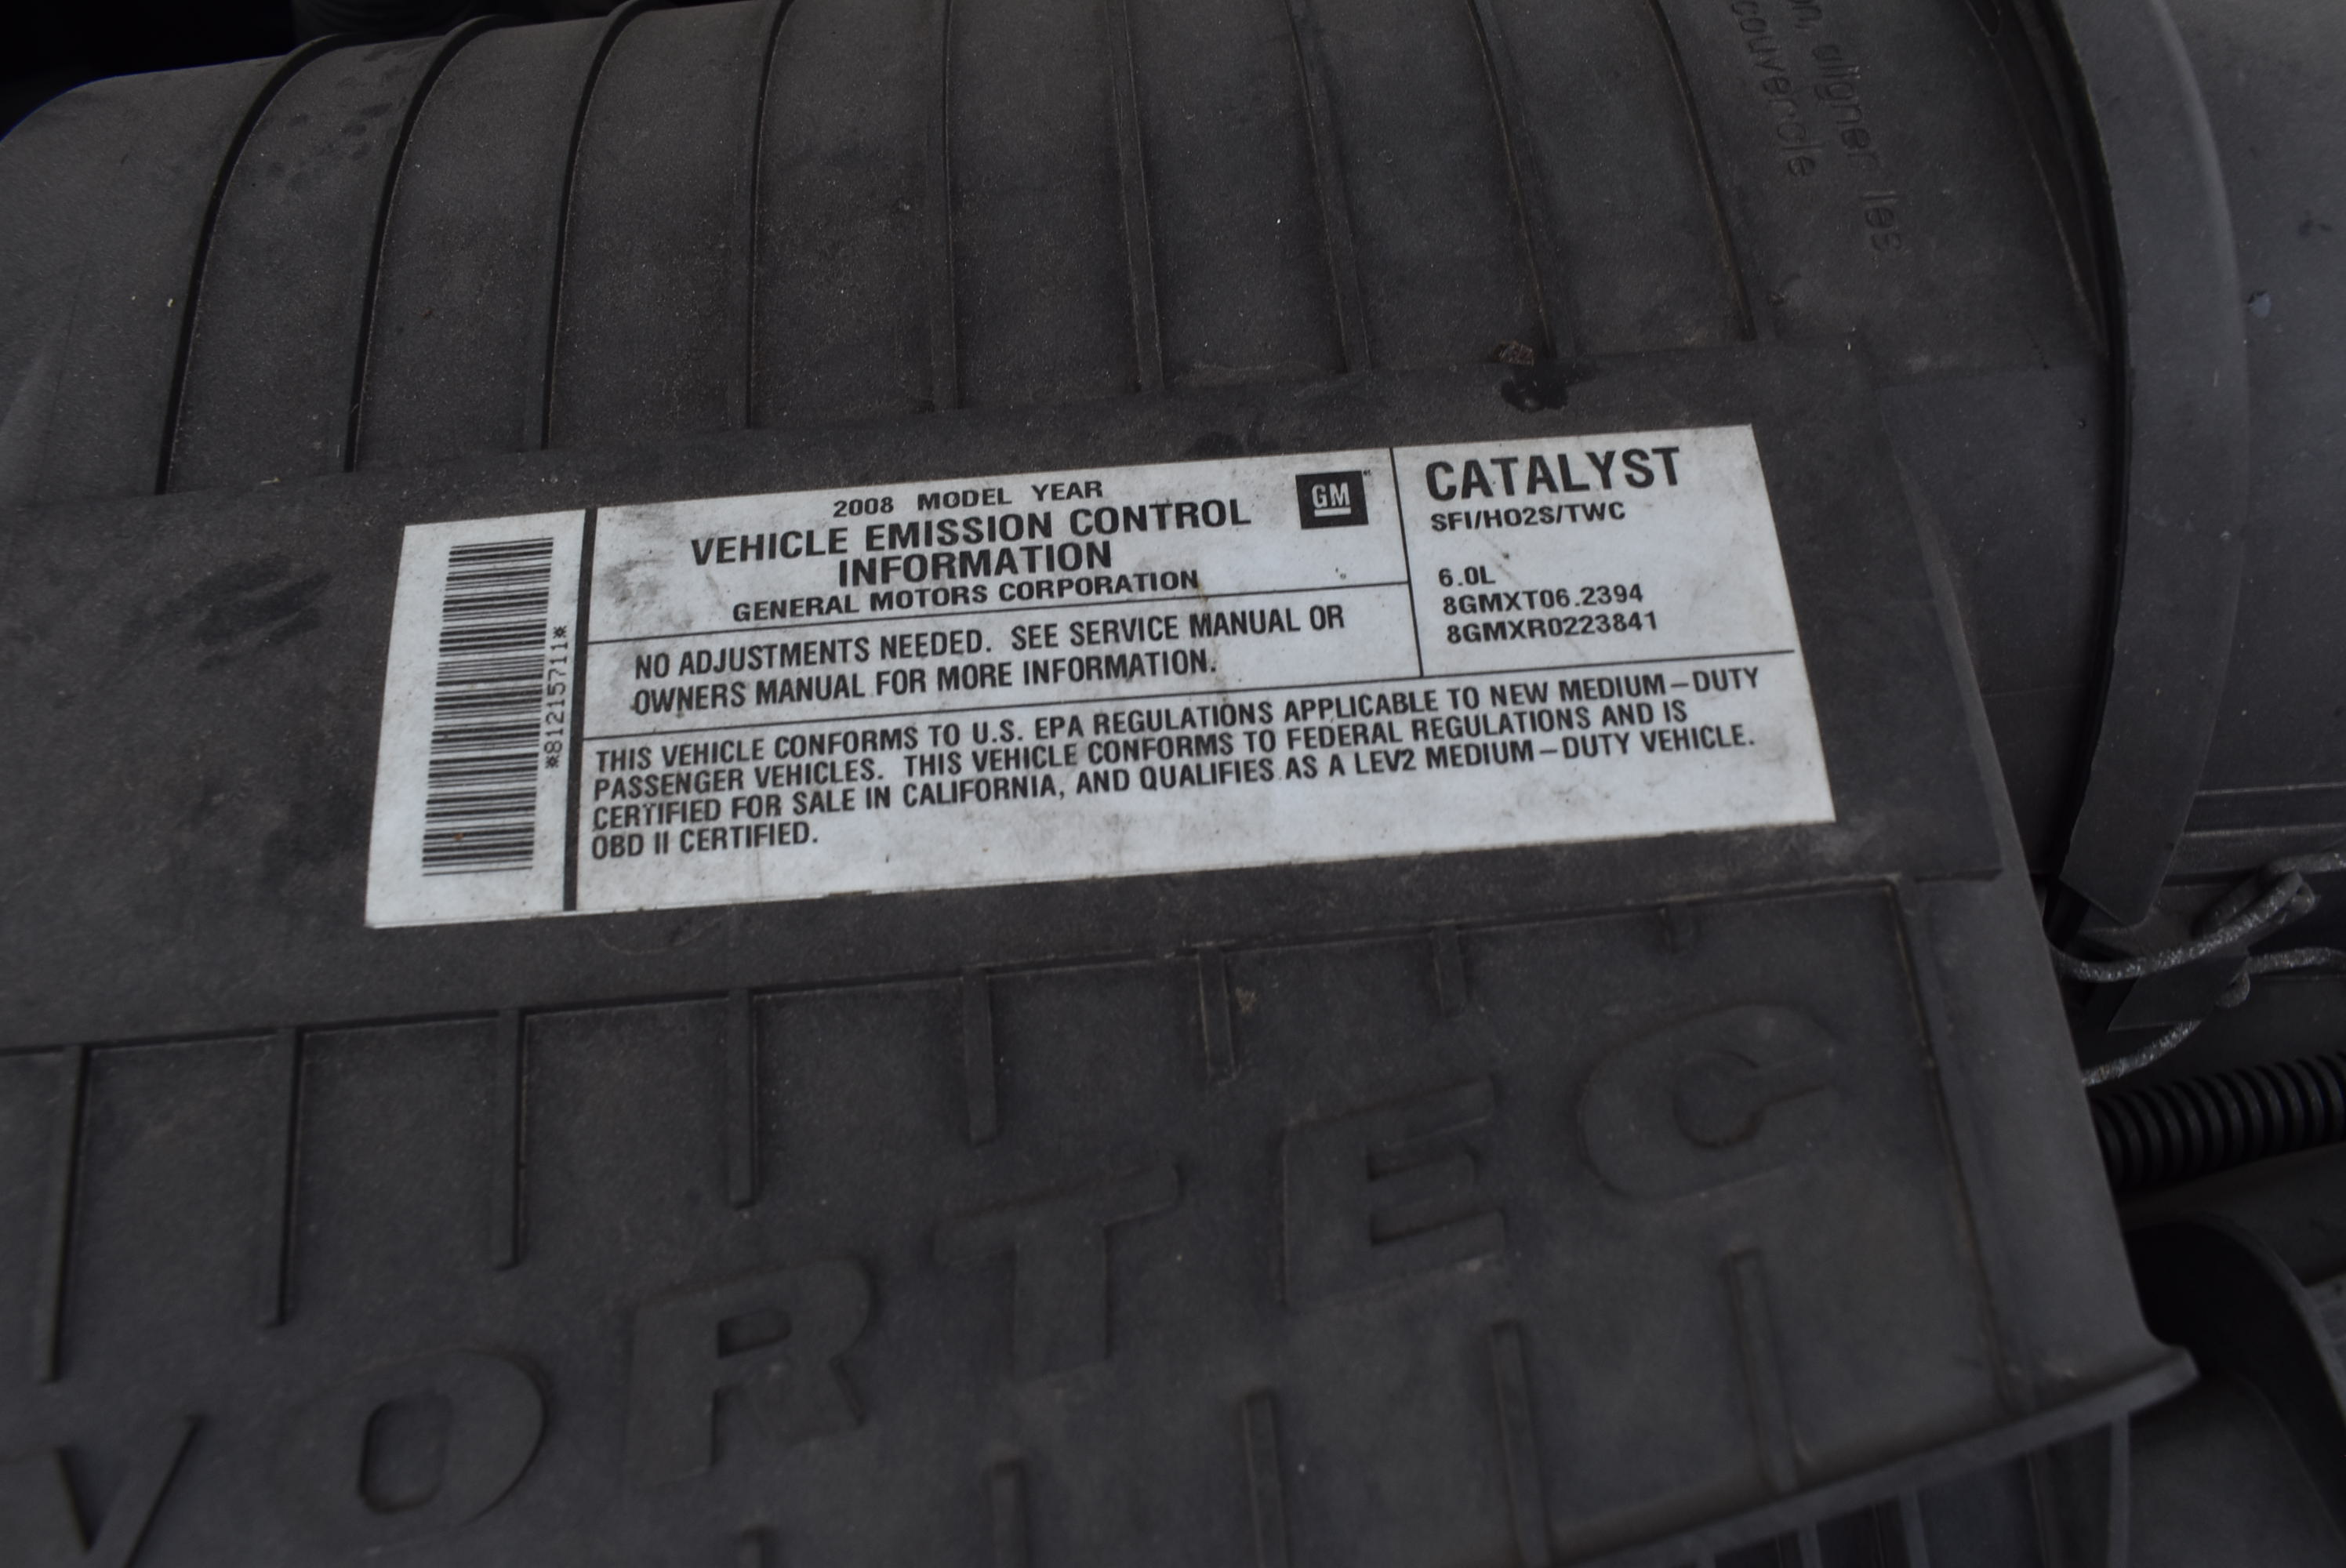 on, aligner les
couvercle
2008 MODEL YEAR
VEHICLE EMISSION CONTROL
INFORMATION
GENERAL MOTORS CORPORATION
GM
NO ADJUSTMENTS NEEDED. SEE SERVICE MANUAL OR
OWNERS MANUAL FOR MORE INFORMATION.
CATALYST
SFI/HO2S/TWC
6.0L
8GMXT06.2394
8GMXR0223841
THIS VEHICLE CONFORMS TO U.S. EPA REGULATIONS APPLICABLE TO NEW MEDIUM-DUTY
PASSENGER VEHICLES. THIS VEHICLE CONFORMS TO FEDERAL REGULATIONS AND IS
CERTIFIED FOR SALE IN CALIFORNIA, AND QUALIFIES AS A LEV2 MEDIUM-DUTY VEHICLE.
OBD II CERTIFIED.
*81215711*
VORTEC